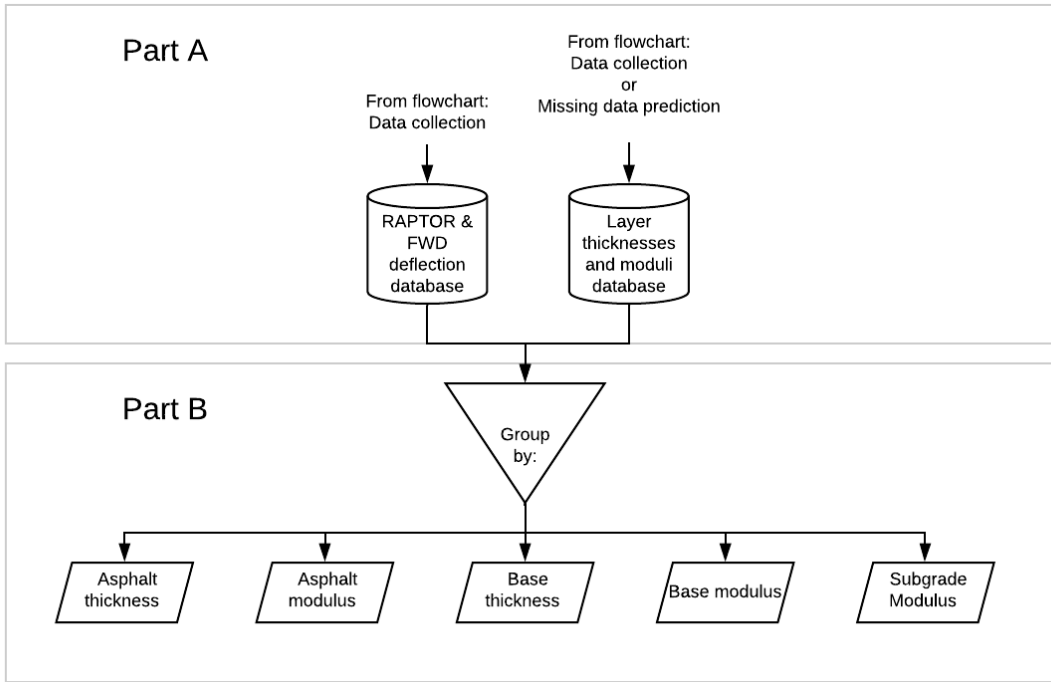 Part A
From flowchart:
Data collection
From flowchart:
Data collection
or
Missing data prediction
RAPTOR &
FWD
deflection
database
Layer
thicknesses
and moduli
database
Part B
Group
by:
Asphalt
thickness
Asphalt
modulus
Base
thickness
Base modulus
Subgrade
Modulus